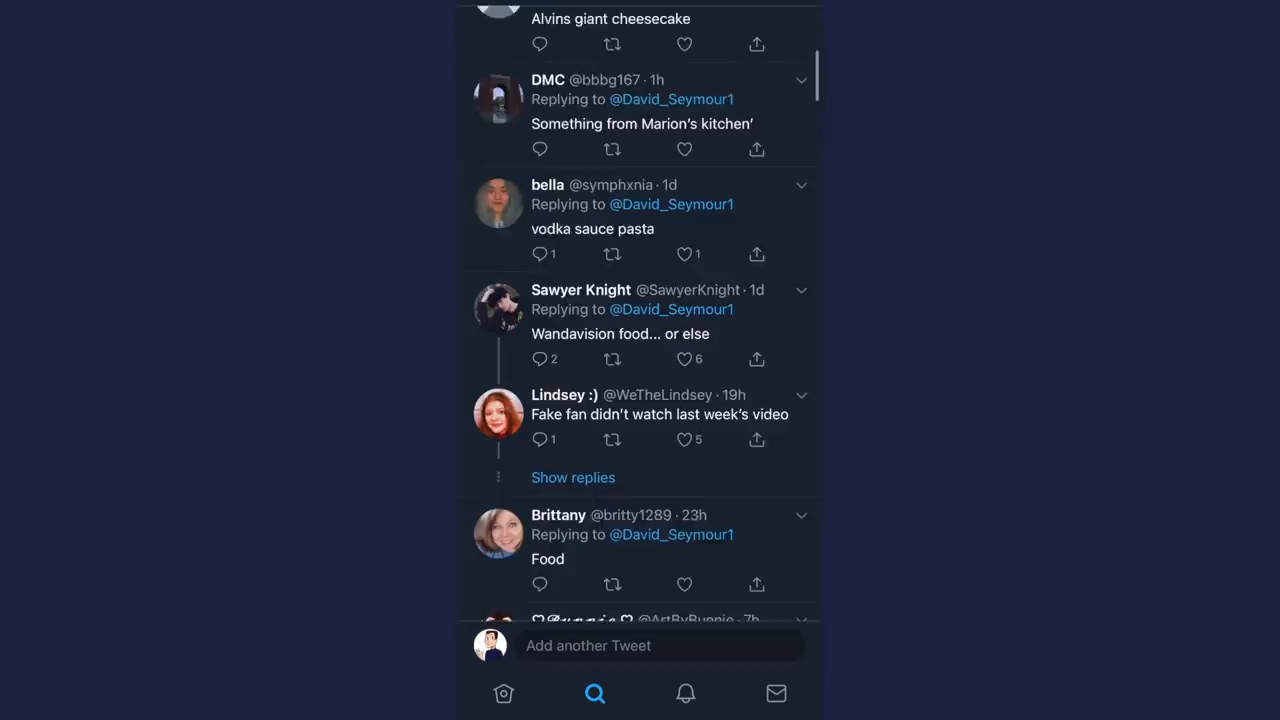 Alvins giant cheesecake
DMC @bbbg167 · 1h
Replying to @David_Seymour1
Something from Marion’s kitchen’
bella @symphxnia · 1d
Replying to @David_Seymour1
vodka sauce pasta
1 1
Sawyer Knight @SawyerKnight · 1d
Replying to @David_Seymour1
Wandavision food... or else
2 6
Lindsey :) @WeTheLindsey · 19h
Fake fan didn’t watch last week’s video
1 5
Show replies
Brittany @britty1289 · 23h
Replying to @David_Seymour1
Food
♡𝓑𝓾𝓷𝓷𝓲𝓮♡ @ArtByBunnie · 7h
Add another Tweet